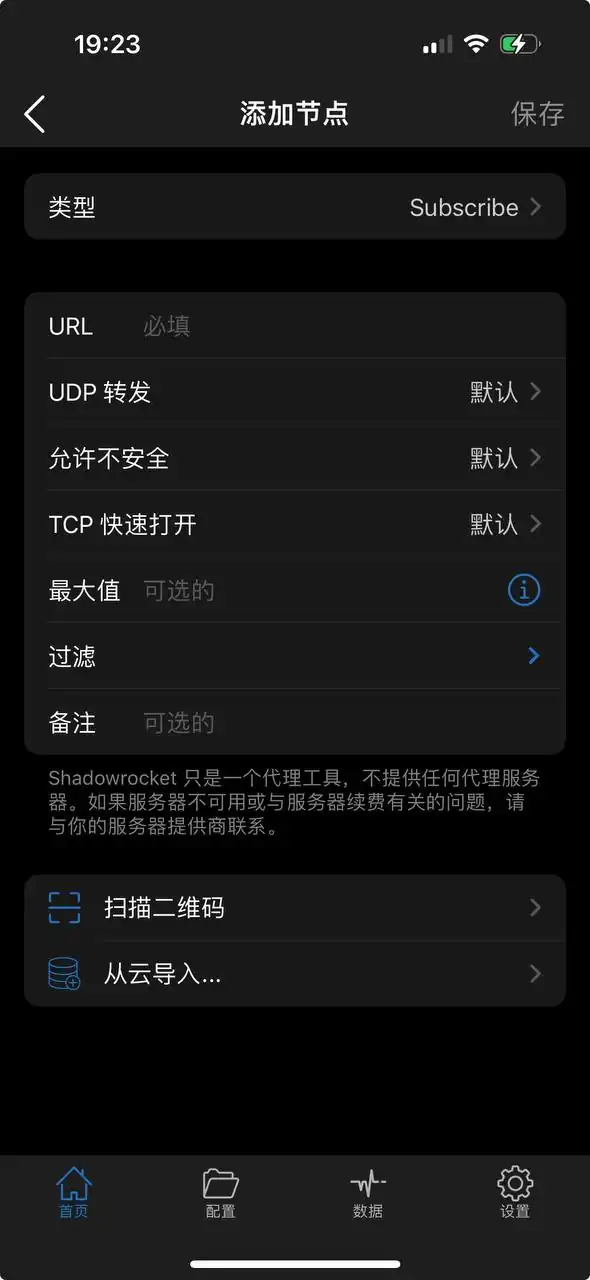 19:23
添加节点
保存
类型 Subscribe
URL 必填
UDP 转发 默认
允许不安全 默认
TCP 快速打开 默认
最大值 可选的
过滤
备注 可选的
Shadowrocket 只是一个代理工具，不提供任何代理服务
器。如果服务器不可用或与服务器续费有关的问题，请
与你的服务器提供商联系。
扫描二维码
从云导入...
首页 配置 数据 设置